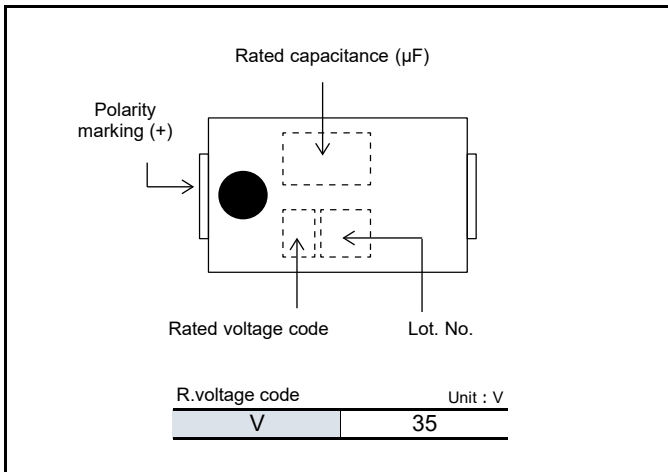 Rated capacitance (µF)
Polarity
marking (+)
Rated voltage code
Lot. No.
R.voltage code
Unit : V
V
35